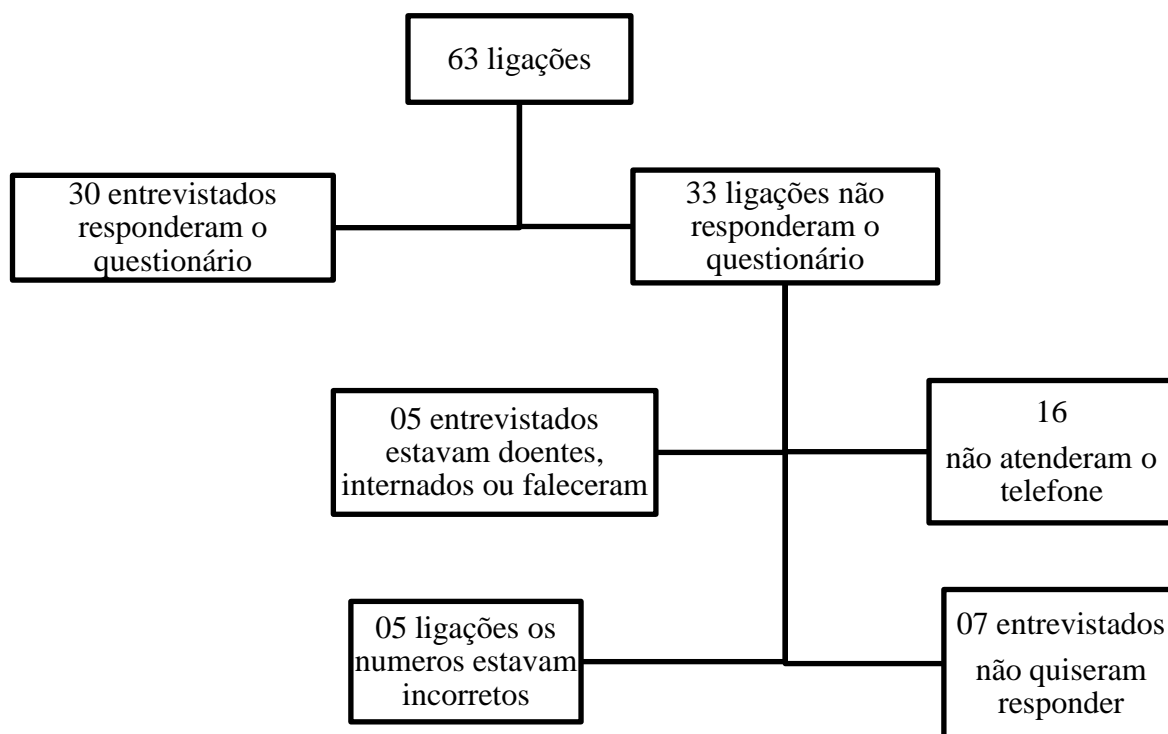 63 ligações
30 entrevistados
responderam o
questionário
33 ligações não
responderam o
questionário
05 entrevistados
estavam doentes,
internados ou faleceram
16
não atenderam o
telefone
05 ligações os
numeros estavam
incorretos
07 entrevistados
não quiseram
responder